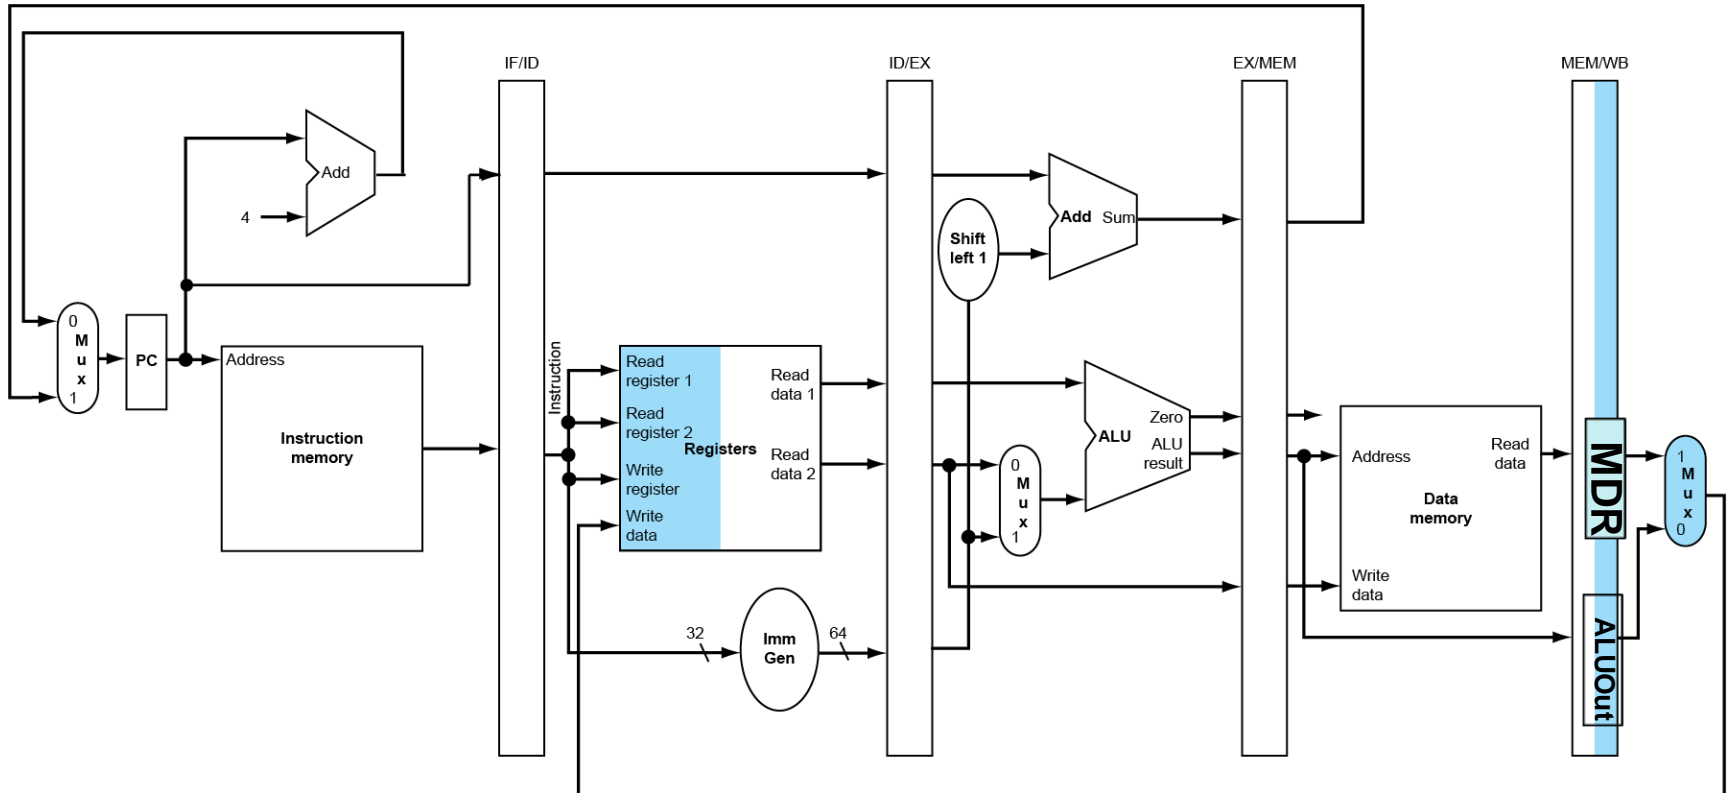 IF/ID
ID/EX
EX/MEM
MEM/WB
Add
4
Add Sum
Shift
left 1
0
M
u
x
1
PC
Address
Instruction
memory
Instruction
Read
register 1
Read
register 2
Write
register
Write
data
Registers
Read
data 1
Read
data 2
32
Imm
Gen
64
0
M
u
x
1
Zero
ALU
ALU
result
Address
Read
data
Data
memory
Write
data
MDR
ALUOut
1
M
u
x
0